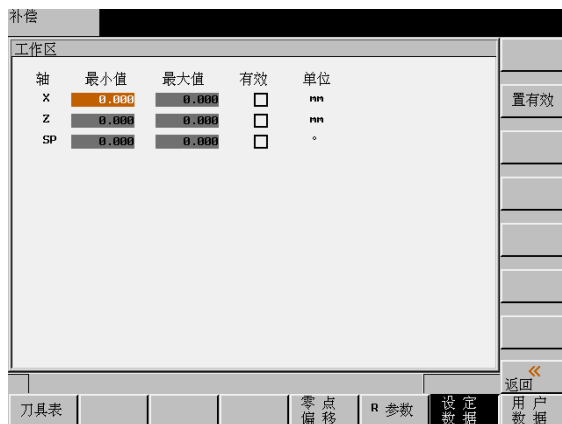 补偿
工作区
轴 最小值 最大值 有效 单位
X 0.000 0.000 mm
Z 0.000 0.000 mm
SP 0.000 0.000 °
置有效
«
返回
刀具表 零点偏移 R 参数 设定数据 用户数据